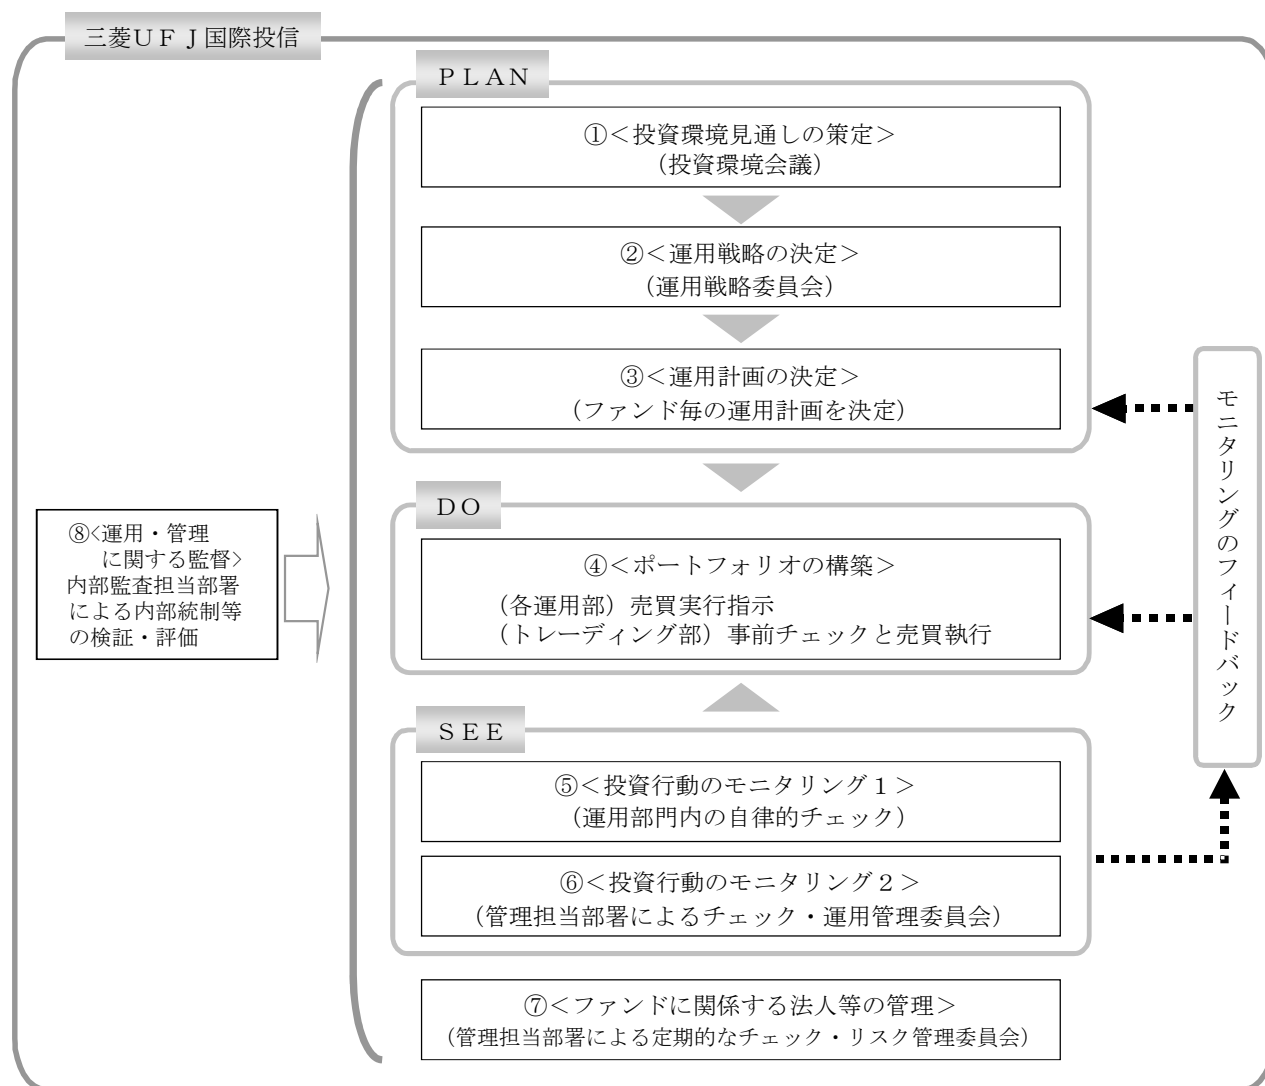 三菱ＵＦＪ国際投信
ＰＬＡＮ
①＜投資環境見通しの策定＞
（投資環境会議）
②＜運用戦略の決定＞
（運用戦略委員会）
③＜運用計画の決定＞
（ファンド毎の運用計画を決定）
ＤＯ
④＜ポートフォリオの構築＞
（各運用部）売買実行指示
（トレーディング部）事前チェックと売買執行
ＳＥＥ
⑤＜投資行動のモニタリング１＞
（運用部門内の自律的チェック）
⑥＜投資行動のモニタリング２＞
（管理担当部署によるチェック・運用管理委員会）
⑦＜ファンドに関係する法人等の管理＞
（管理担当部署による定期的なチェック・リスク管理委員会）
⑧<運用・管理
に関する監督>
内部監査担当部署
による内部統制等
の検証・評価
モニタリングのフィードバック